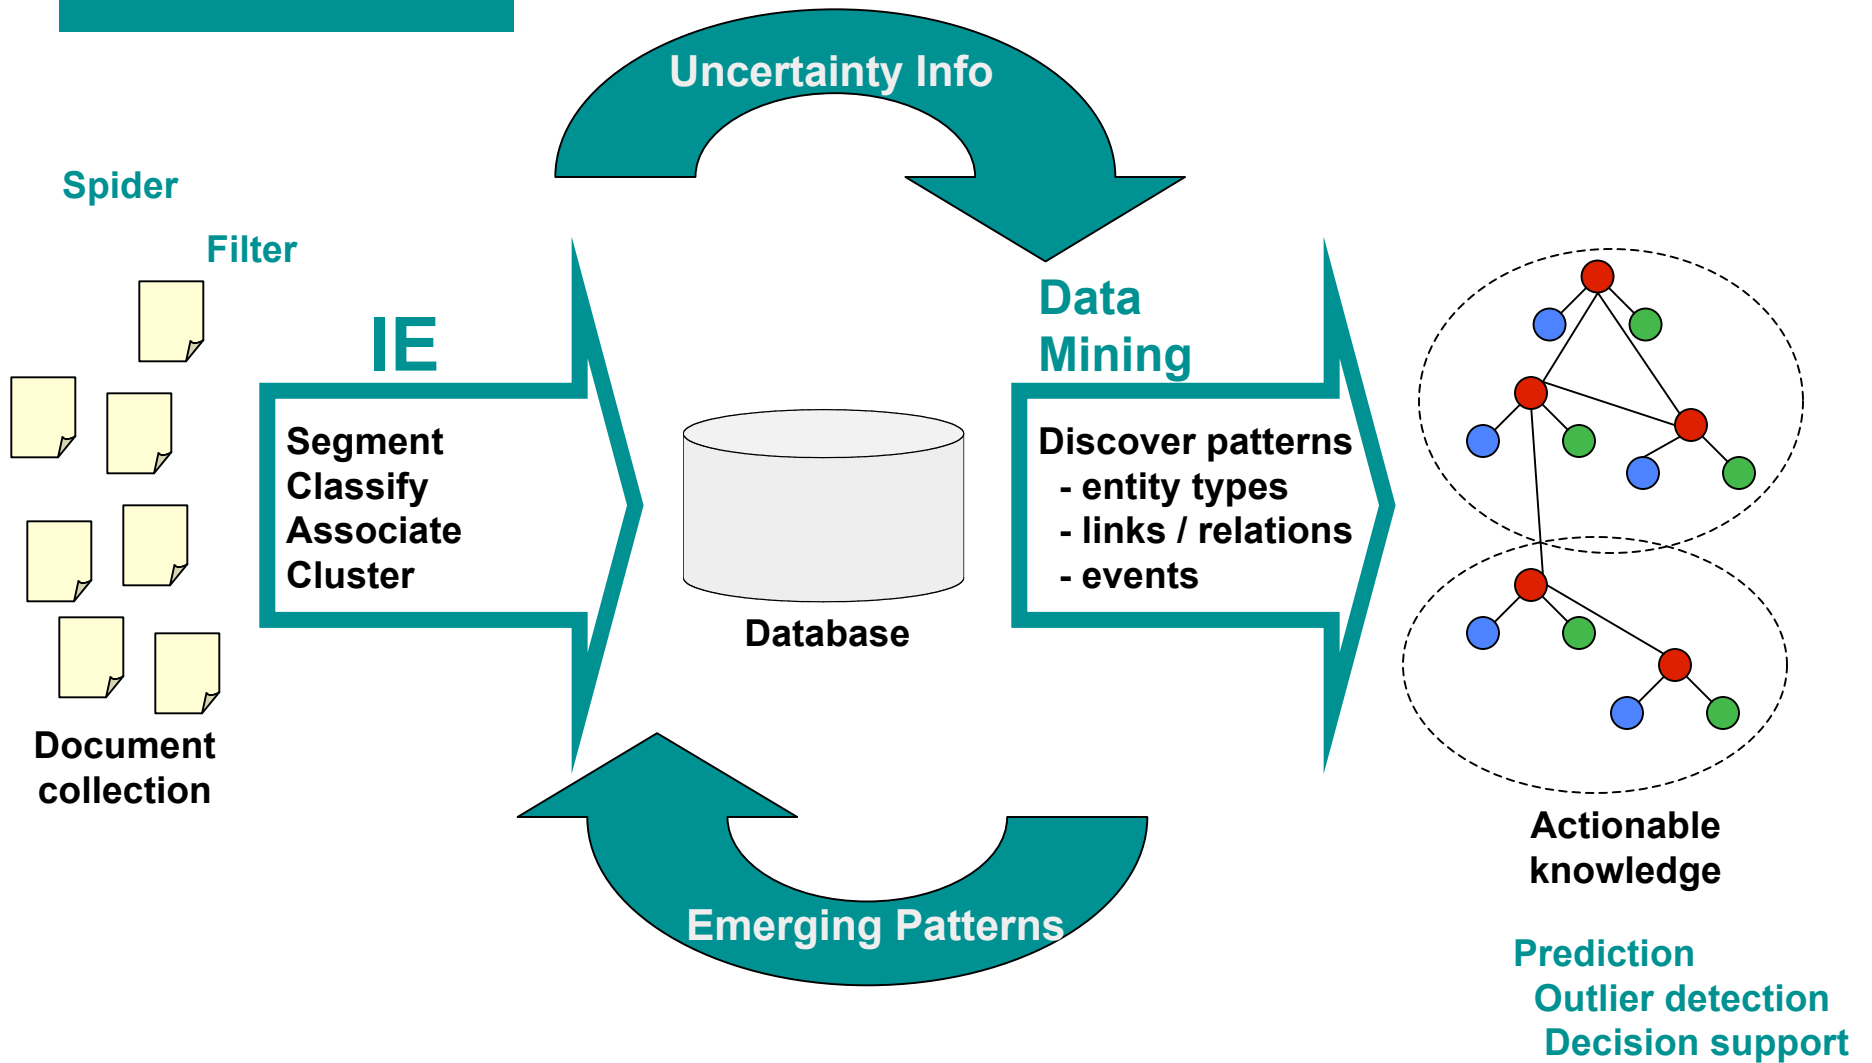 Uncertainty Info
Spider
Filter
IE
Segment
Classify
Associate
Cluster
Document
collection
Database
Data
Mining
Discover patterns
- entity types
- links / relations
- events
Emerging Patterns
Actionable
knowledge
Prediction
Outlier detection
Decision support